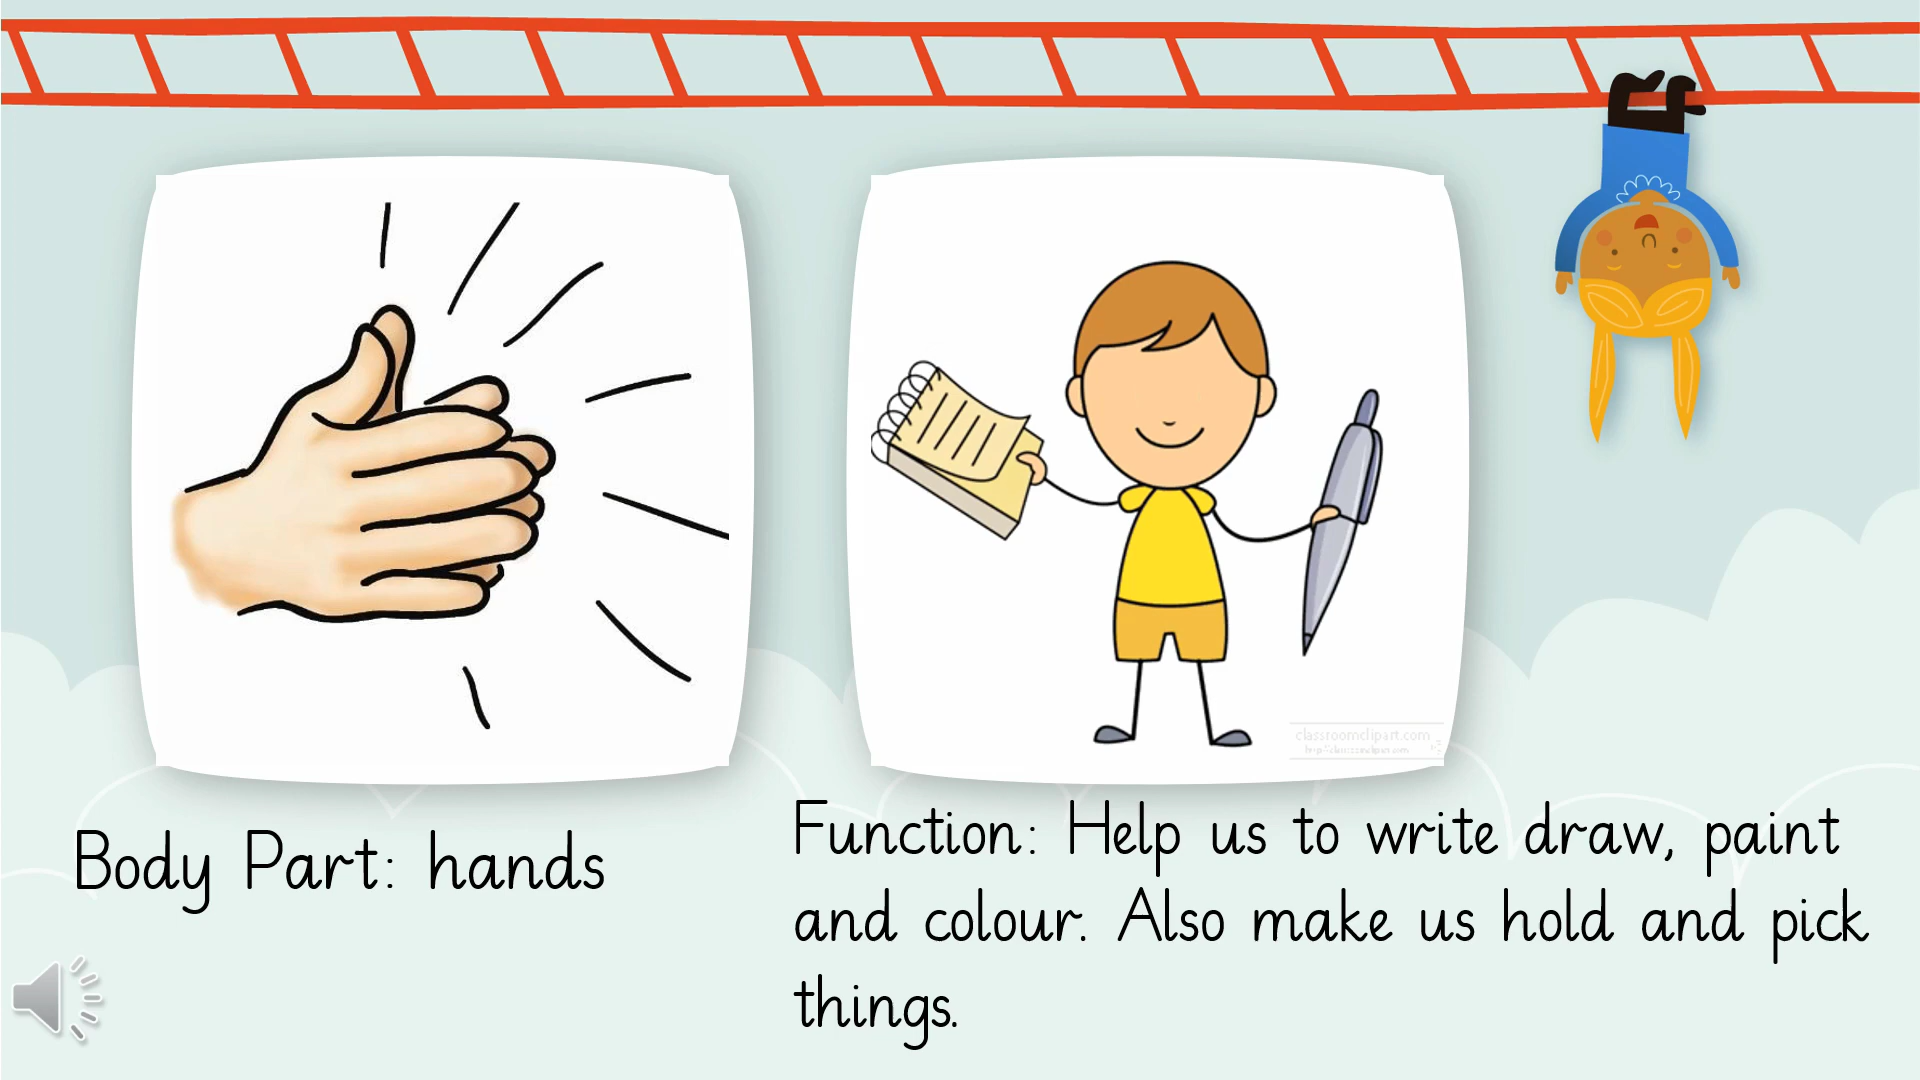 classroomclipart.com
Body Part: hands
Function: Help us to write draw, paint
and colour. Also make us hold and pick
things.